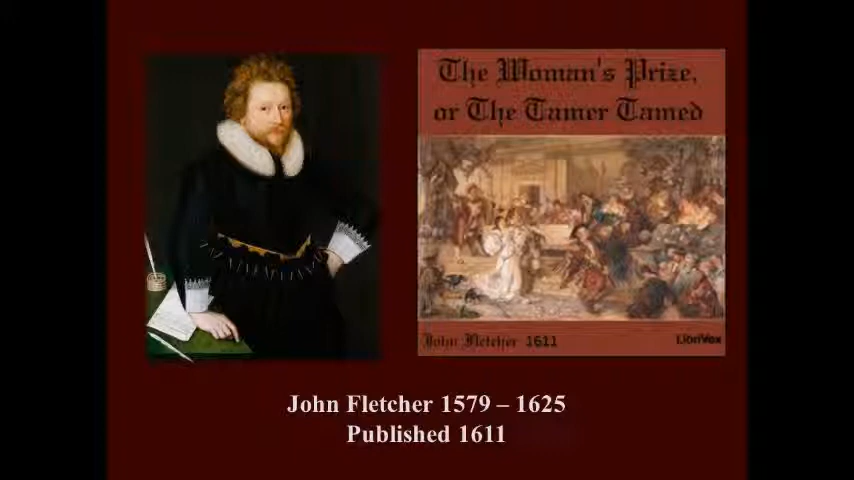 The Woman's Prize,
or The Tamer Tamed
John Fletcher 1611
LibriVox
John Fletcher 1579 – 1625
Published 1611